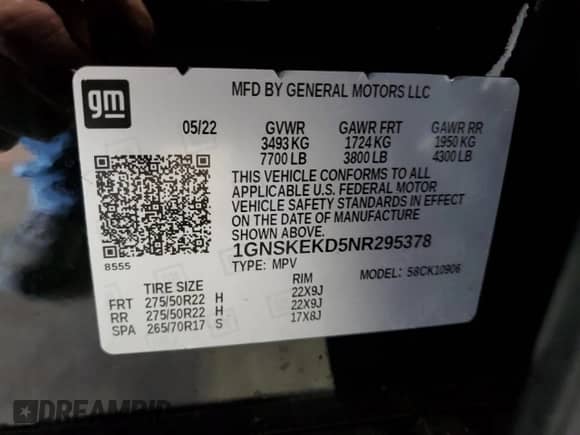 gm
MFD BY GENERAL MOTORS LLC
05/22 GVWR GAWR FRT GAWR RR
3493 KG 1724 KG 1950 KG
7700 LB 3800 LB 4300 LB
THIS VEHICLE CONFORMS TO ALL
APPLICABLE U.S. FEDERAL MOTOR
VEHICLE SAFETY STANDARDS IN EFFECT
ON THE DATE OF MANUFACTURE
SHOWN ABOVE.
8555
1GNSKEKD5NR295378
TYPE: MPV MODEL: 58CK10906
TIRE SIZE RIM
FRT 275/50R22 H 22X9J
RR 275/50R22 H 22X9J
SPA 265/70R17 S 17X8J
DREAMBID